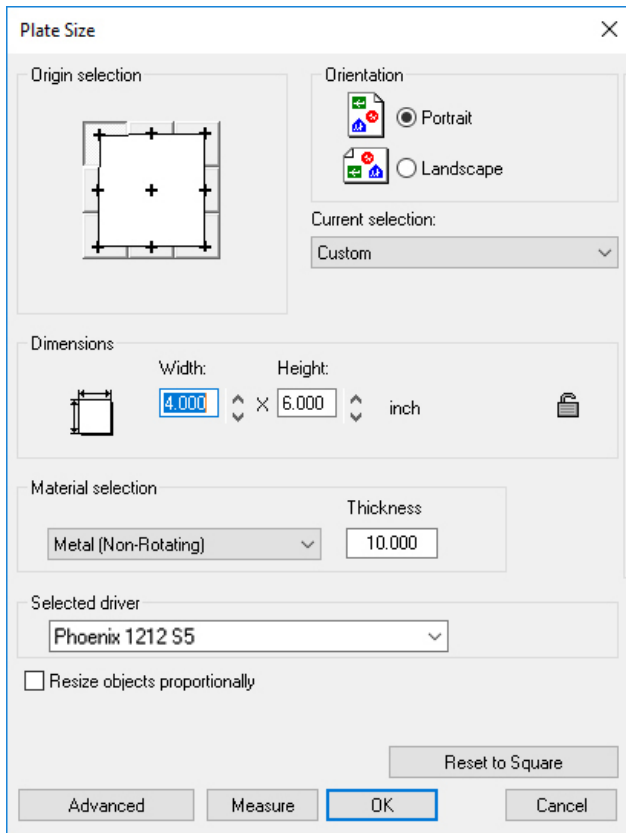 Plate Size
Origin selection
Orientation
Portrait
Landscape
Current selection:
Custom
Dimensions
Width: Height:
4.000 X 6.000 inch
Material selection
Thickness
Metal (Non-Rotating) 10.000
Selected driver
Phoenix 1212 S5
Resize objects proportionally
Reset to Square
Advanced Measure OK Cancel